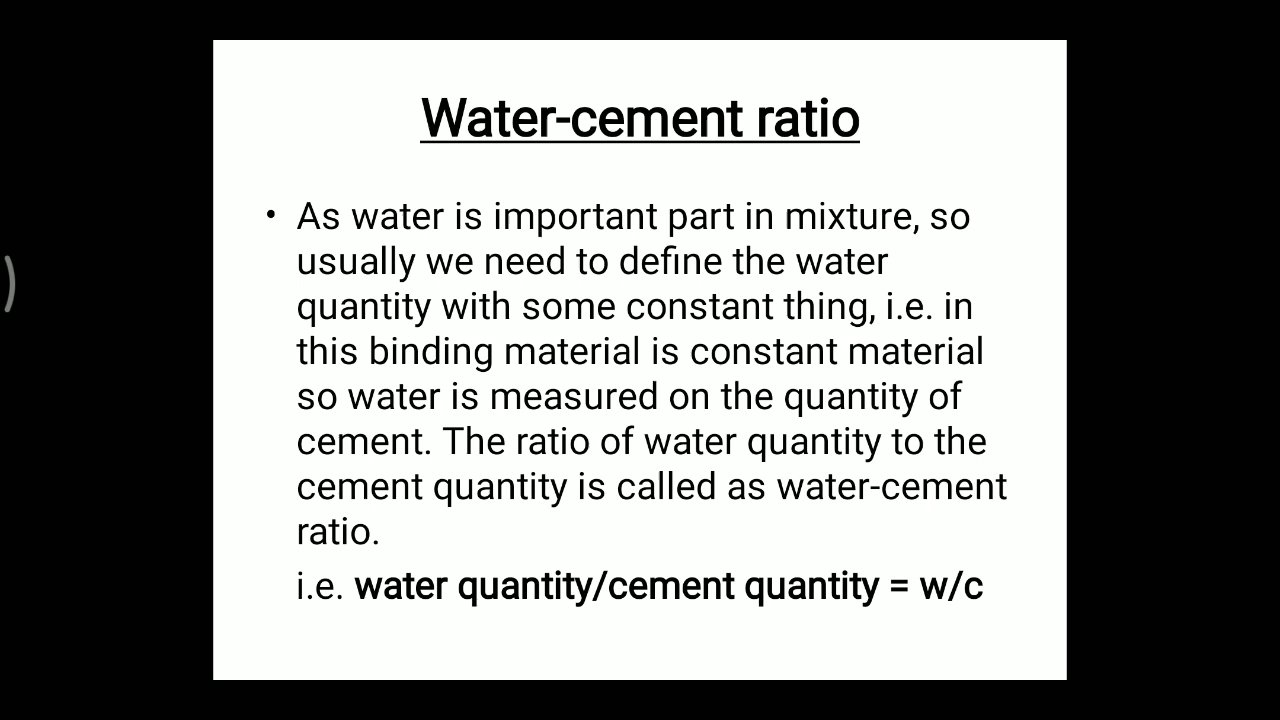 Water-cement ratio
• As water is important part in mixture, so
usually we need to define the water
quantity with some constant thing, i.e. in
this binding material is constant material
so water is measured on the quantity of
cement. The ratio of water quantity to the
cement quantity is called as water-cement
ratio.
i.e. water quantity/cement quantity = w/c